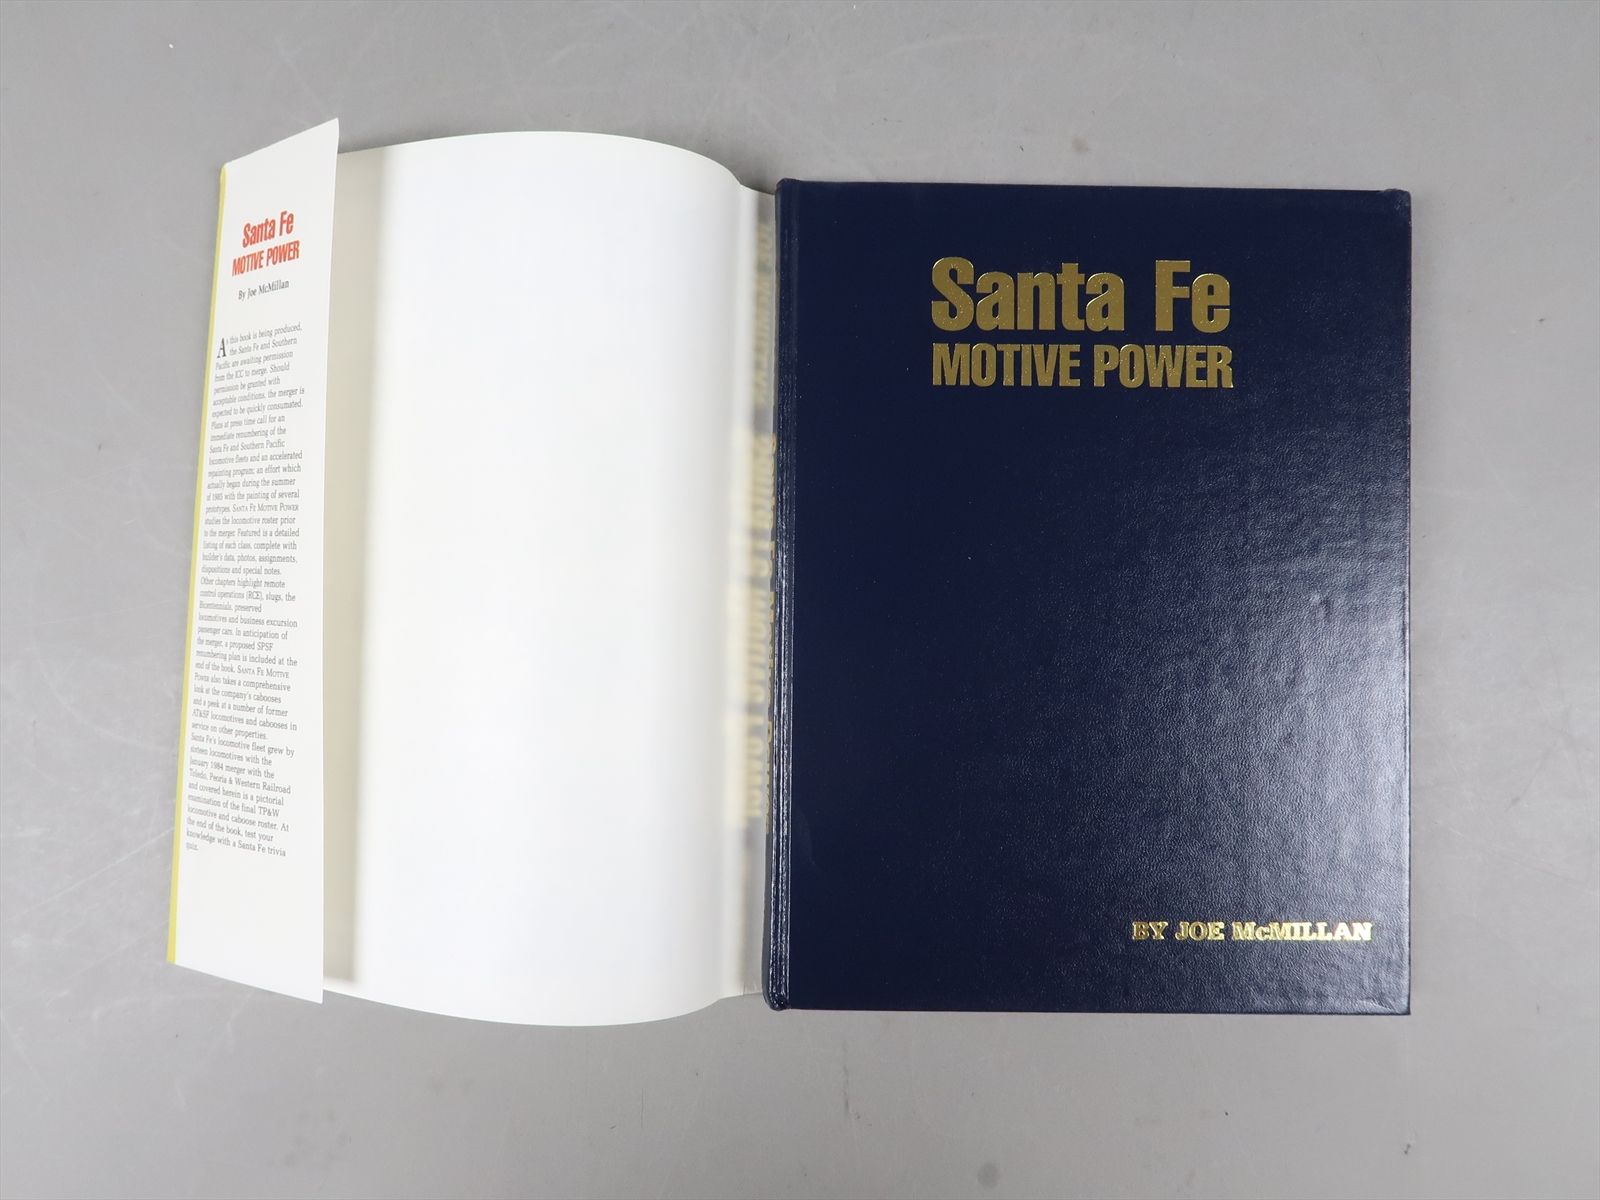 Santa Fe
MOTIVE POWER
By Joe McMillan
As this book is being produced,
the Santa Fe and Southern
Pacific are awaiting permission
from the ICC to merge. Should
permission be granted with
acceptable conditions, the merger is
expected to be quickly consumated.
Plans at press time call for an
immediate renumbering of the
Santa Fe and Southern Pacific
locomotive fleets and an accelerated
repainting program; an effort which
actually began during the summer
of 1985 with the painting of several
prototypes. SANTA FE MOTIVE POWER
studies the locomotive roster prior
to the merger. Featured is a detailed
listing of each class, complete with
builder's data, photos, assignments,
dispositions and special notes.
Other chapters highlight remote
control operations (RCE), slugs, the
Bicentennials, preserved
locomotives and business excursion
passenger cars. In anticipation of
the merger, a proposed SPSF
renumbering plan is included at the
end of the book. SANTA FE MOTIVE
POWER also takes a comprehensive
look at the company's cabooses
and a peek at a number of former
AT&SF locomotives and cabooses in
service on other properties.
Santa Fe's locomotive fleet grew by
sixteen locomotives with the
January 1984 merger with the
Toledo, Peoria & Western Railroad
and covered herein is a pictorial
examination of the final TP&W
locomotive and caboose roster. At
the end of the book, test your
knowledge with a Santa Fe trivia
quiz.
Santa Fe
MOTIVE POWER
BY JOE McMILLAN